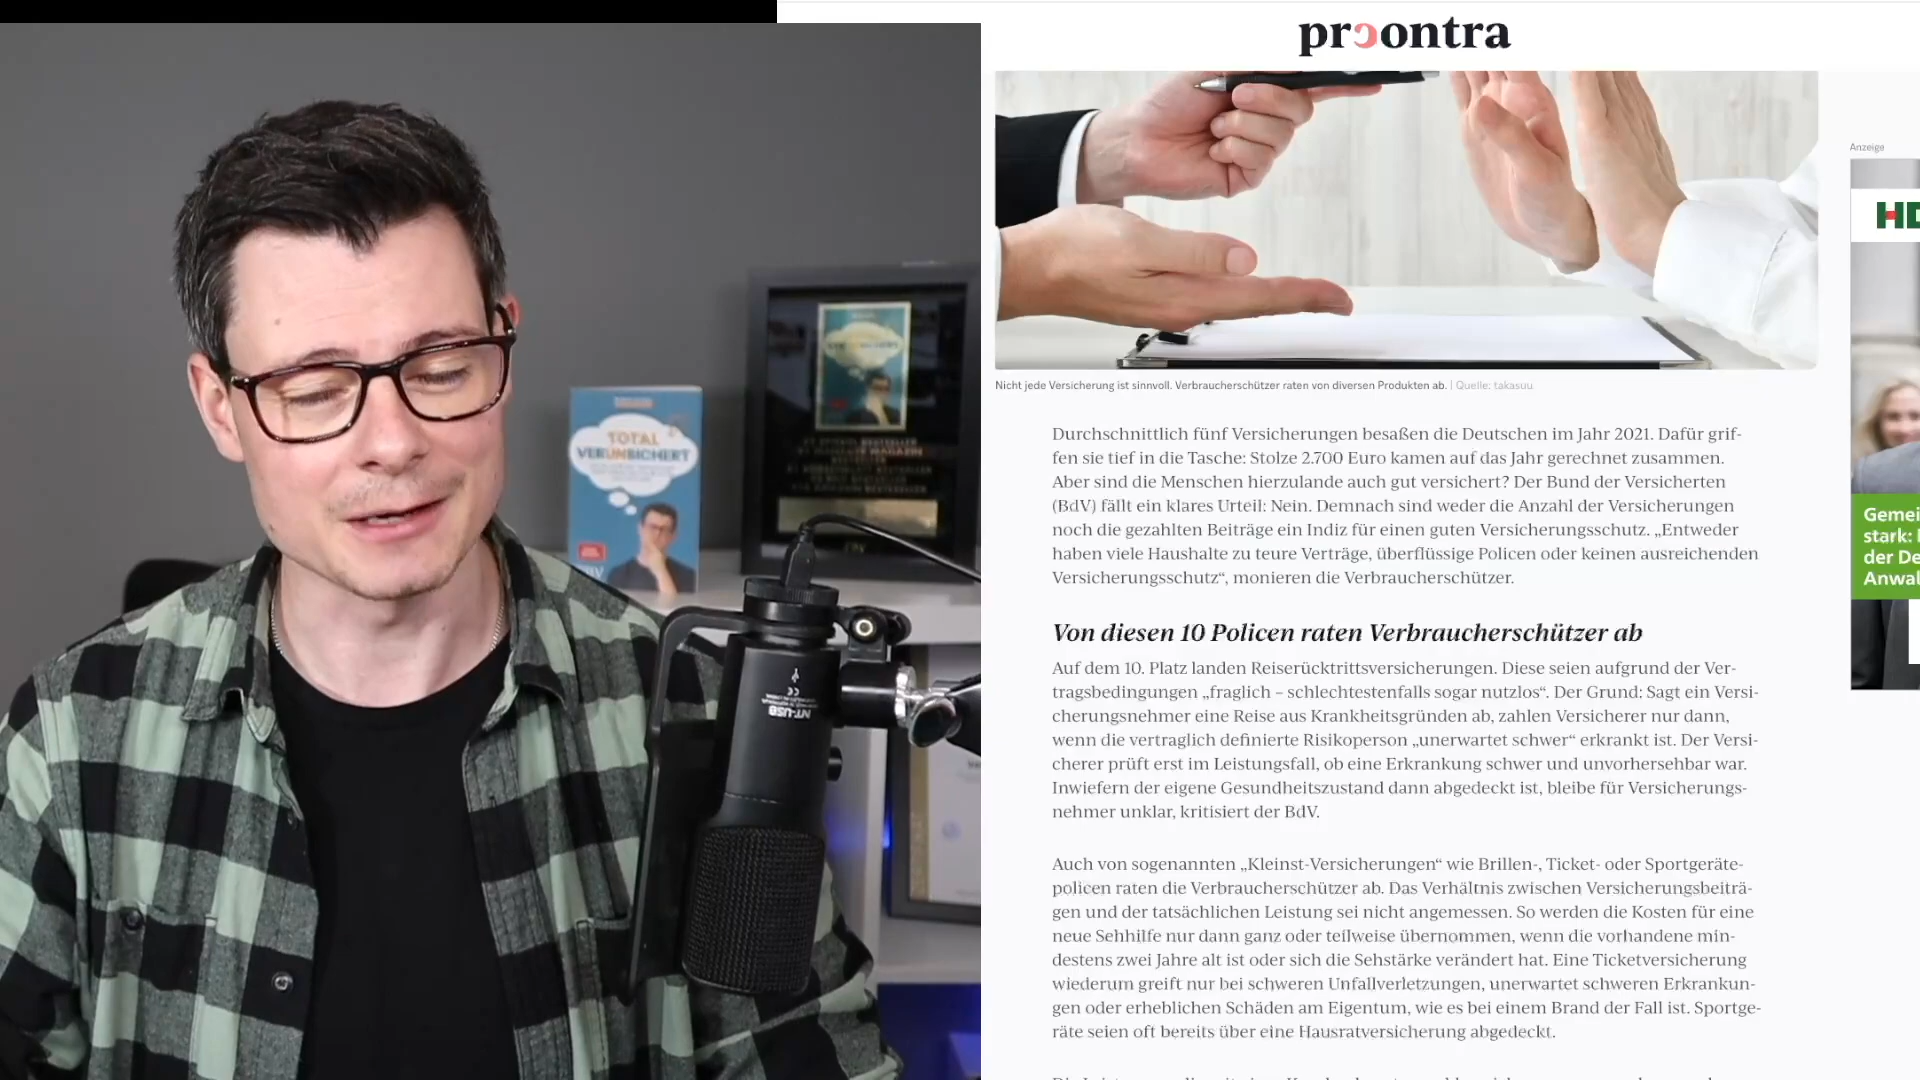 procontra
Anzeige
HD
Nicht jede Versicherung ist sinnvoll. Verbraucherschützer raten von diversen Produkten ab. | Quelle: takasuu
Durchschnittlich fünf Versicherungen besaßen die Deutschen im Jahr 2021. Dafür grif-
fen sie tief in die Tasche: Stolze 2.700 Euro kamen auf das Jahr gerechnet zusammen.
Aber sind die Menschen hierzulande auch gut versichert? Der Bund der Versicherten
(BdV) fällt ein klares Urteil: Nein. Demnach sind weder die Anzahl der Versicherungen
noch die gezahlten Beiträge ein Indiz für einen guten Versicherungsschutz. „Entweder
haben viele Haushalte zu teure Verträge, überflüssige Policen oder keinen ausreichenden
Versicherungsschutz“, monieren die Verbraucherschützer.
Von diesen 10 Policen raten Verbraucherschützer ab
Auf dem 10. Platz landen Reiserücktrittsversicherungen. Diese seien aufgrund der Ver-
tragsbedingungen „fraglich – schlechtestenfalls sogar nutzlos“. Der Grund: Sagt ein Versi-
cherungsnehmer eine Reise aus Krankheitsgründen ab, zahlen Versicherer nur dann,
wenn die vertraglich definierte Risikoperson „unerwartet schwer“ erkrankt ist. Der Versi-
cherer prüft erst im Leistungsfall, ob eine Erkrankung schwer und unvorhersehbar war.
Inwiefern der eigene Gesundheitszustand dann abgedeckt ist, bleibe für Versicherungs-
nehmer unklar, kritisiert der BdV.
Auch von sogenannten „Kleinst-Versicherungen“ wie Brillen-, Ticket- oder Sportgeräte-
policen raten die Verbraucherschützer ab. Das Verhältnis zwischen Versicherungsbeiträ-
gen und der tatsächlichen Leistung sei nicht angemessen. So werden die Kosten für eine
neue Sehhilfe nur dann ganz oder teilweise übernommen, wenn die vorhandene min-
destens zwei Jahre alt ist oder sich die Sehstärke verändert hat. Eine Ticketversicherung
wiederum greift nur bei schweren Unfallverletzungen, unerwartet schweren Erkrankun-
gen oder erheblichen Schäden am Eigentum, wie es bei einem Brand der Fall ist. Sportge-
räte seien oft bereits über eine Hausratversicherung abgedeckt.
Gemei
stark:
der De
Anwal
TOTAL
VERUNSICHERT
NT-USB